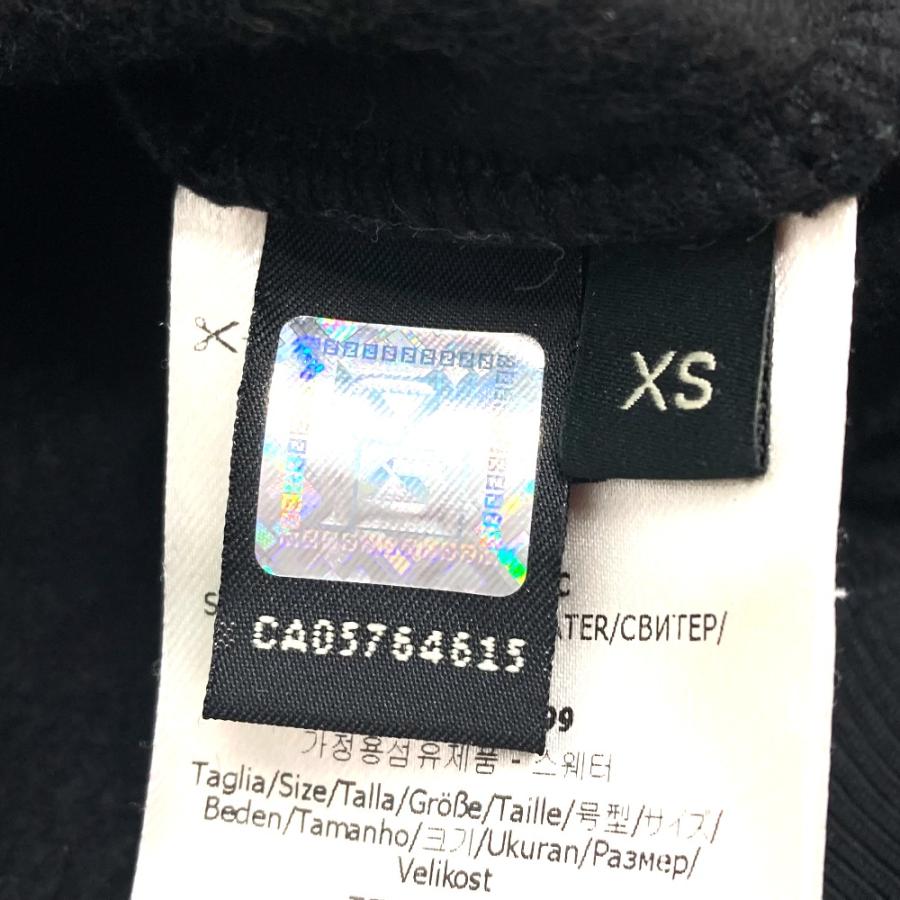 XS
CA05764615
TER/СВИТЕР/
99
가정용섬유제품 - 스웨터
Taglia/Size/Talla/Größe/Taille/号型/サイズ/
Beden/Tamanho/크기/Ukuran/Размер/
Velikost